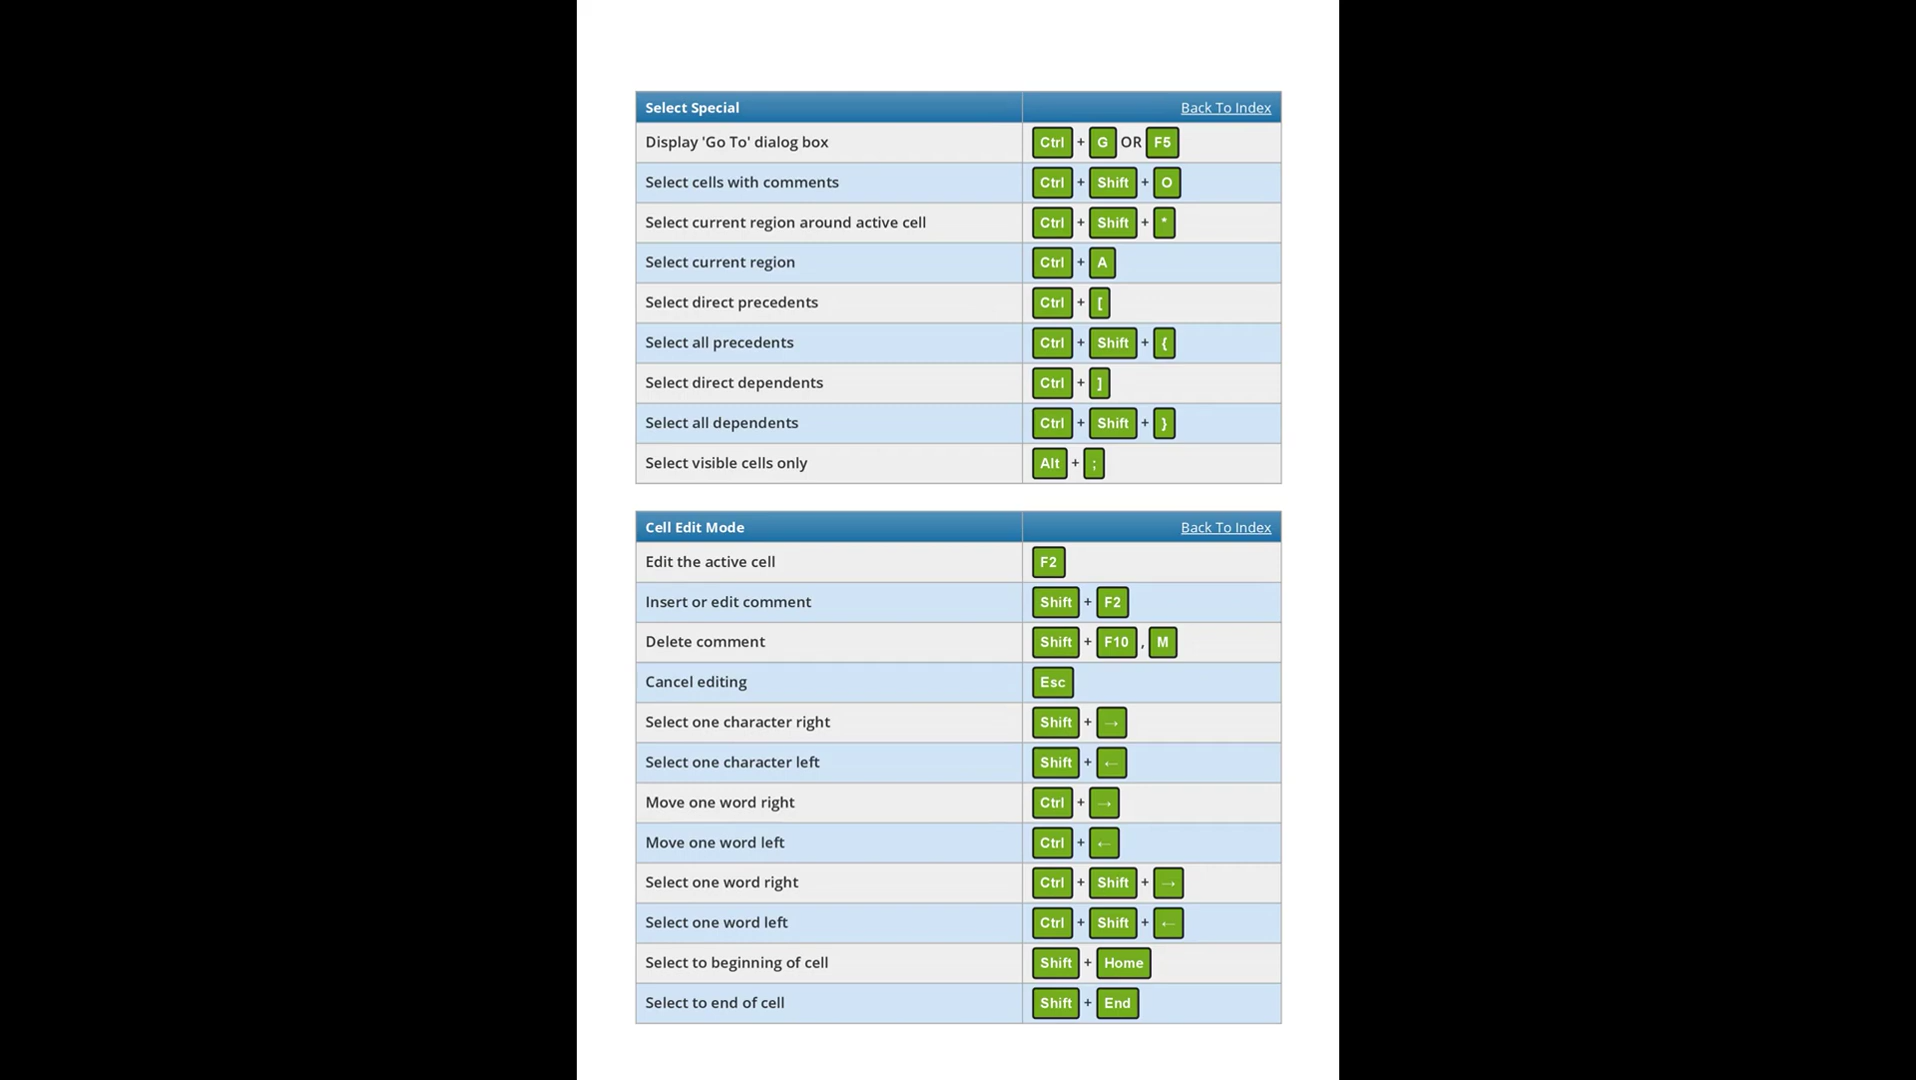 Select Special Back To Index
Display 'Go To' dialog box Ctrl + G OR F5
Select cells with comments Ctrl + Shift + O
Select current region around active cell Ctrl + Shift + *
Select current region Ctrl + A
Select direct precedents Ctrl + [
Select all precedents Ctrl + Shift + {
Select direct dependents Ctrl + ]
Select all dependents Ctrl + Shift + }
Select visible cells only Alt + ;
Cell Edit Mode Back To Index
Edit the active cell F2
Insert or edit comment Shift + F2
Delete comment Shift + F10 , M
Cancel editing Esc
Select one character right Shift + →
Select one character left Shift + ←
Move one word right Ctrl + →
Move one word left Ctrl + ←
Select one word right Ctrl + Shift + →
Select one word left Ctrl + Shift + ←
Select to beginning of cell Shift + Home
Select to end of cell Shift + End